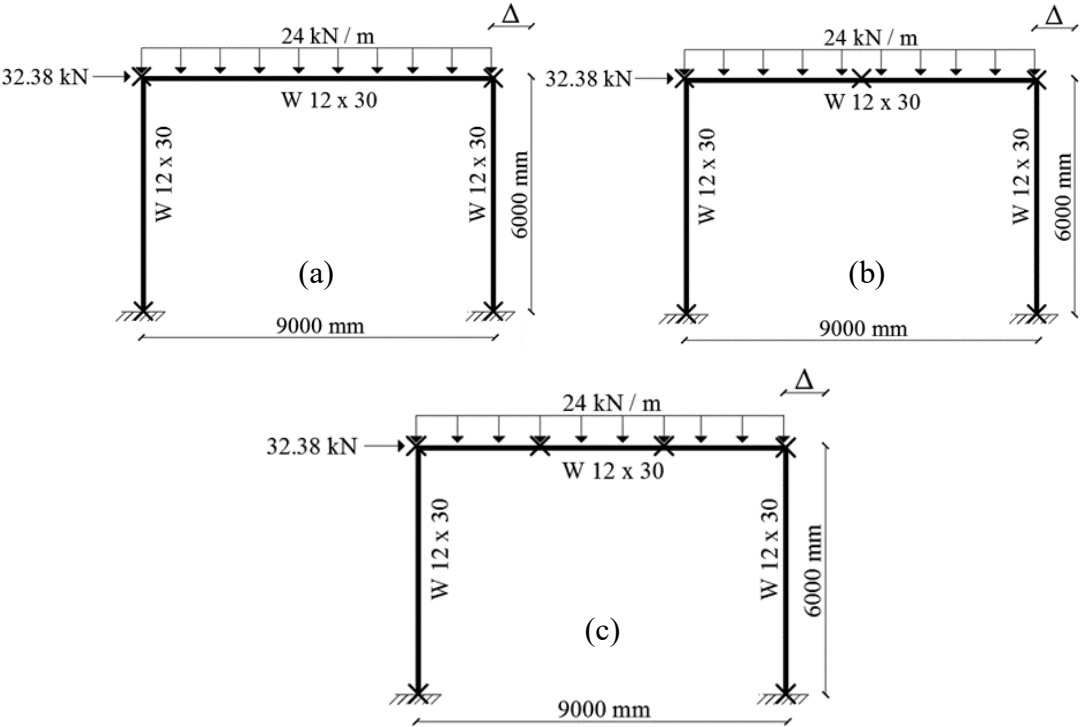 Δ
24 kN / m
32.38 kN
W 12 x 30
W 12 x 30
W 12 x 30
6000 mm
(a)
9000 mm
Δ
24 kN / m
32.38 kN
W 12 x 30
W 12 x 30
W 12 x 30
6000 mm
(b)
9000 mm
Δ
24 kN / m
32.38 kN
W 12 x 30
W 12 x 30
W 12 x 30
6000 mm
(c)
9000 mm